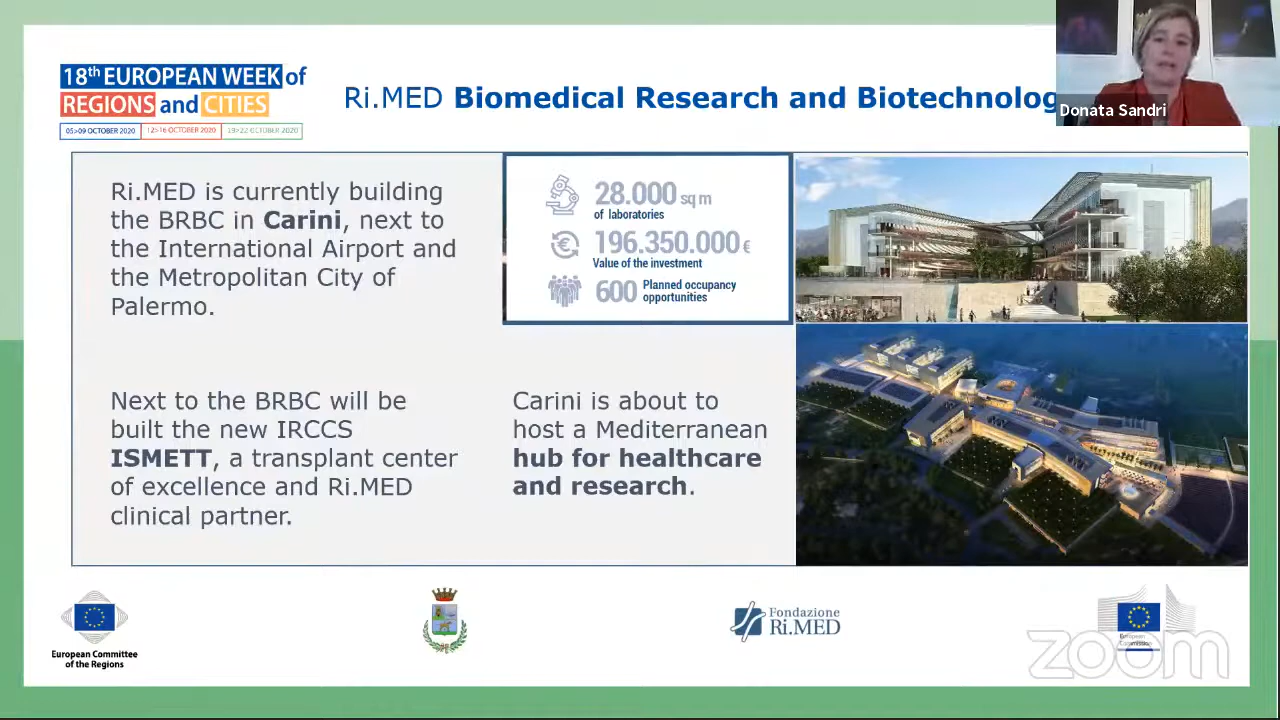 18th EUROPEAN WEEK of
REGIONS and CITIES
05>09 OCTOBER 2020 12>16 OCTOBER 2020 19>22 OCTOBER 2020
Ri.MED Biomedical Research and Biotechnolog
Donata Sandri
Ri.MED is currently building
the BRBC in Carini, next to
the International Airport and
the Metropolitan City of
Palermo.
28.000 sq m
of laboratories
196.350.000 €
Value of the investment
600 Planned occupancy
opportunities
Next to the BRBC will be
built the new IRCCS
ISMETT, a transplant center
of excellence and Ri.MED
clinical partner.
Carini is about to
host a Mediterranean
hub for healthcare
and research.
European Committee
of the Regions
Fondazione
Ri.MED
European
Commission
zoom